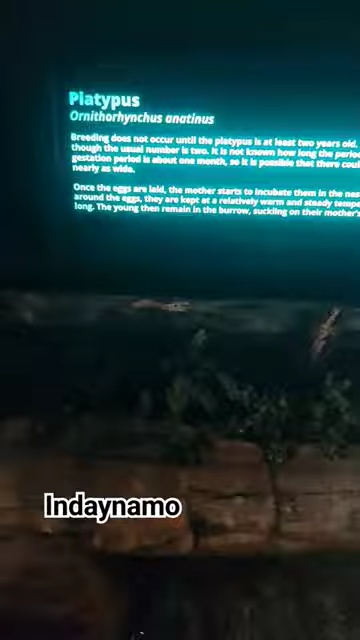 Platypus
Ornithorhynchus anatinus
Breeding does not occur until the platypus is at least two years old.
though the usual number is two. It is not known how long the period
gestation period is about one month, so it is possible that there coul
nearly as wide.
Once the eggs are laid, the mother starts to incubate them in the nes
around the eggs, they are kept at a relatively warm and steady tempe
long. The young then remain in the burrow, suckling on their mother's
Indaynamo